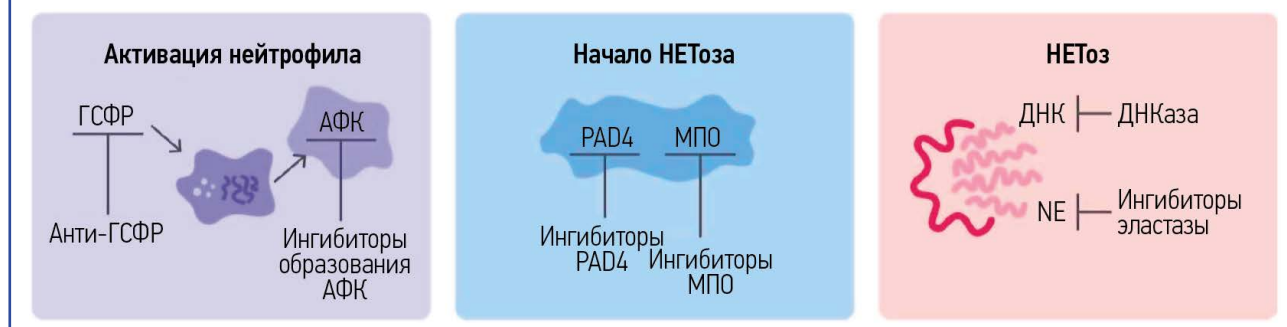 Активация нейтрофила
ГСФР
АФК
Анти-ГСФР
Ингибиторы
образования
АФК
Начало НЕТоза
PAD4
МПО
Ингибиторы
PAD4
Ингибиторы
МПО
НЕТоз
ДНК
ДНКаза
NE
Ингибиторы
эластазы